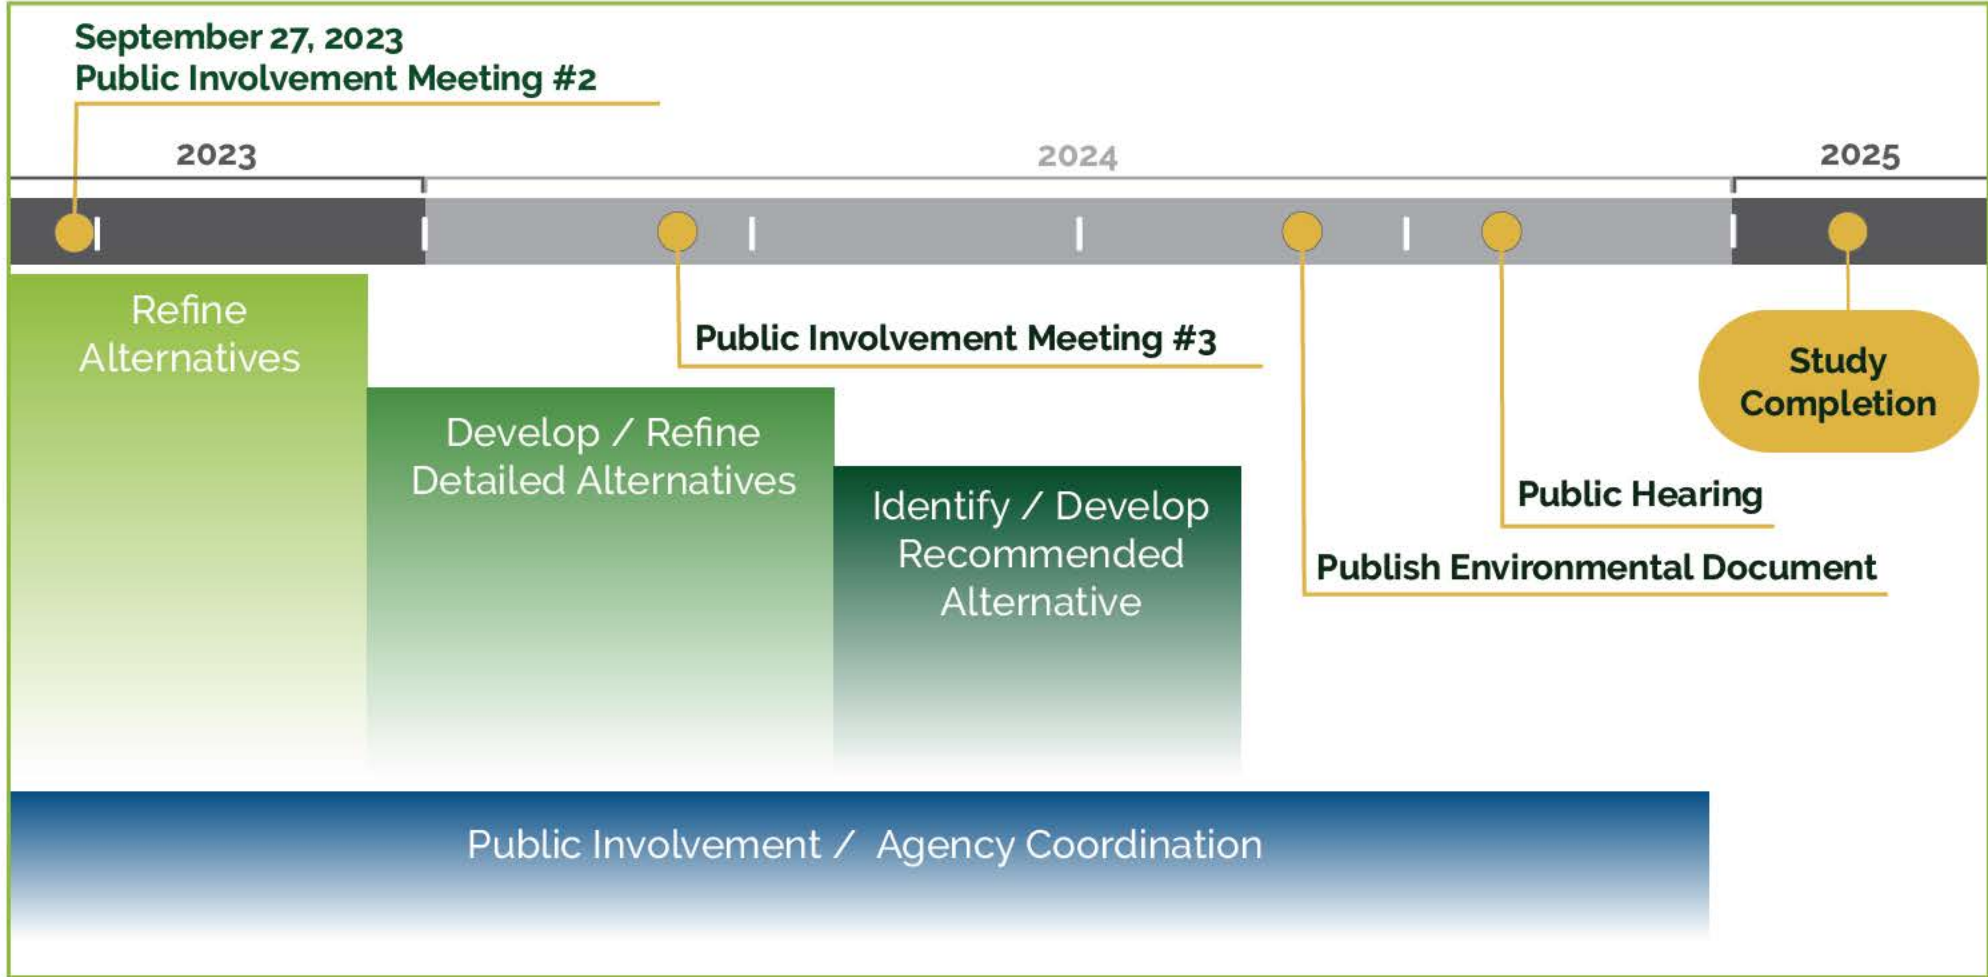 September 27, 2023
Public Involvement Meeting #2
2023
2024
2025
Refine
Alternatives
Public Involvement Meeting #3
Study
Completion
Develop / Refine
Detailed Alternatives
Identify / Develop
Recommended
Alternative
Public Hearing
Publish Environmental Document
Public Involvement / Agency Coordination